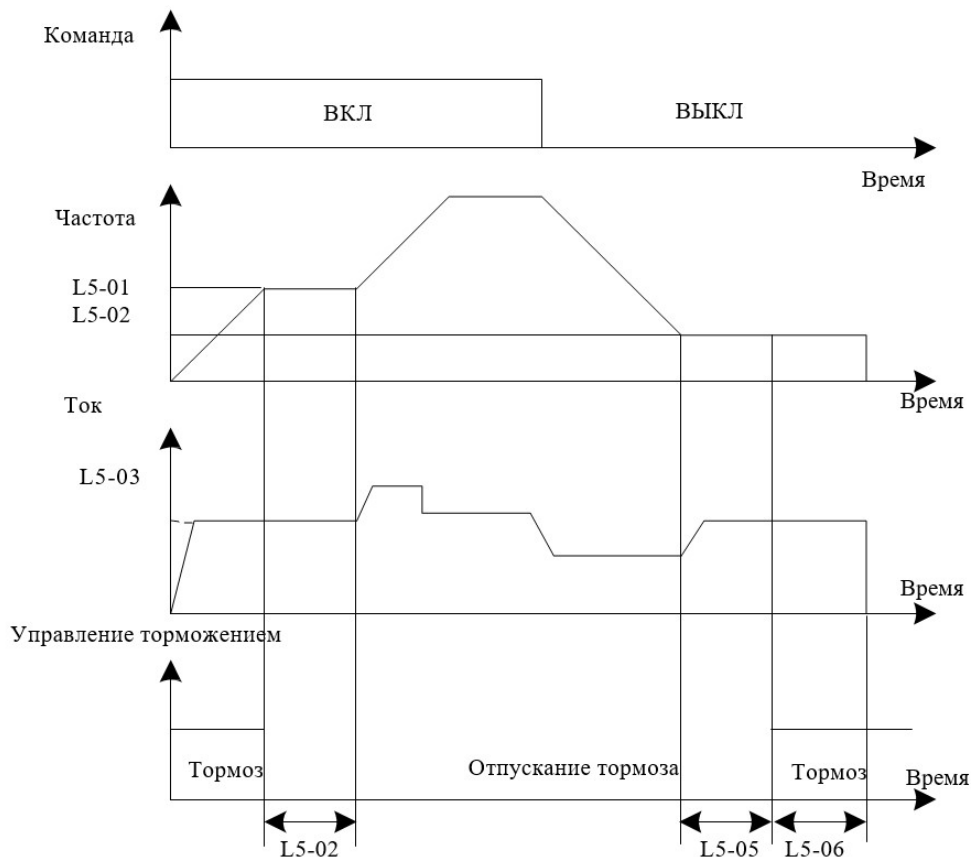 Команда
ВКЛ
ВЫКЛ
Время
Частота
L5-01
L5-02
Время
Ток
L5-03
Время
Управление торможением
Тормоз
Отпускание тормоза
Тормоз
Время
L5-02
L5-05
L5-06